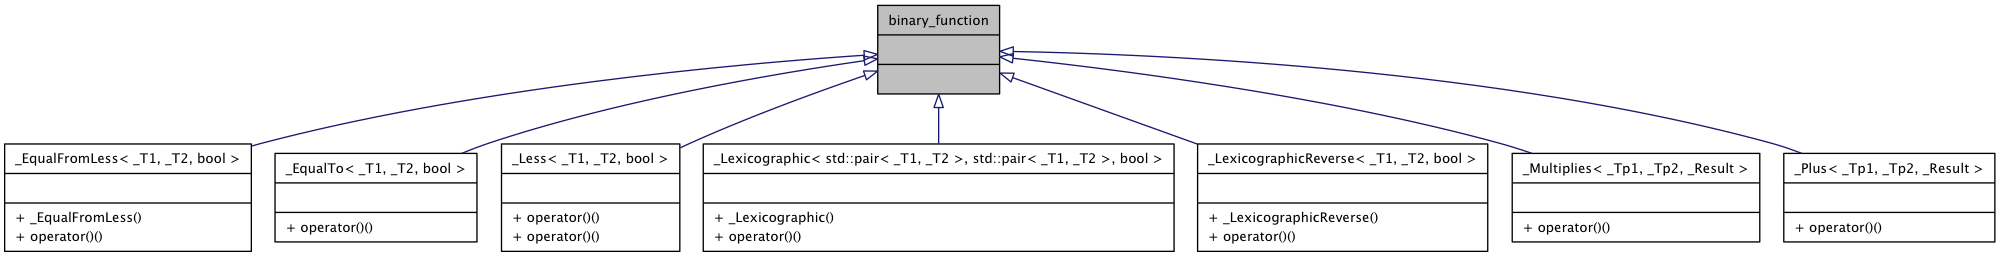 binary_function
_EqualFromLess< _T1, _T2, bool >
+ _EqualFromLess()
+ operator()()
_EqualTo< _T1, _T2, bool >
+ operator()()
_Less< _T1, _T2, bool >
+ operator()()
+ operator()()
_Lexicographic< std::pair< _T1, _T2 >, std::pair< _T1, _T2 >, bool >
+ _Lexicographic()
+ operator()()
_LexicographicReverse< _T1, _T2, bool >
+ _LexicographicReverse()
+ operator()()
_Multiplies< _Tp1, _Tp2, _Result >
+ operator()()
_Plus< _Tp1, _Tp2, _Result >
+ operator()()